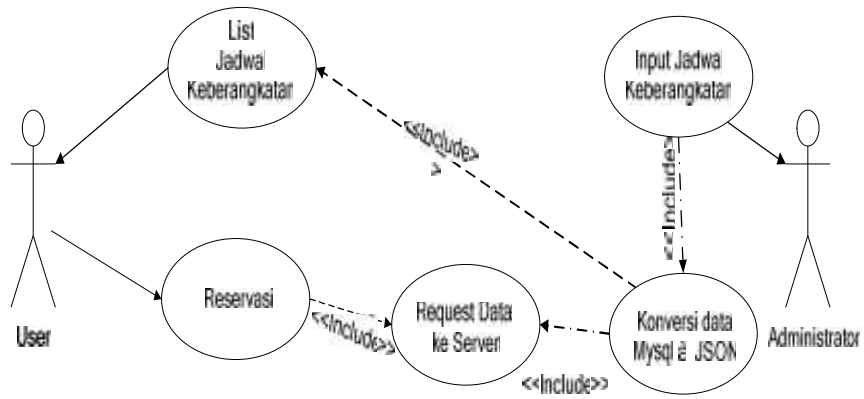 List
Jadwal
Keberangkatan
Input Jadwa
Keberangkatan
<<Include>
>
<<Include>
Reservasi
<<Include>>
Request Data
ke Server
<<Include>>
Konversi data
Mysql â JSON
User
Administrator